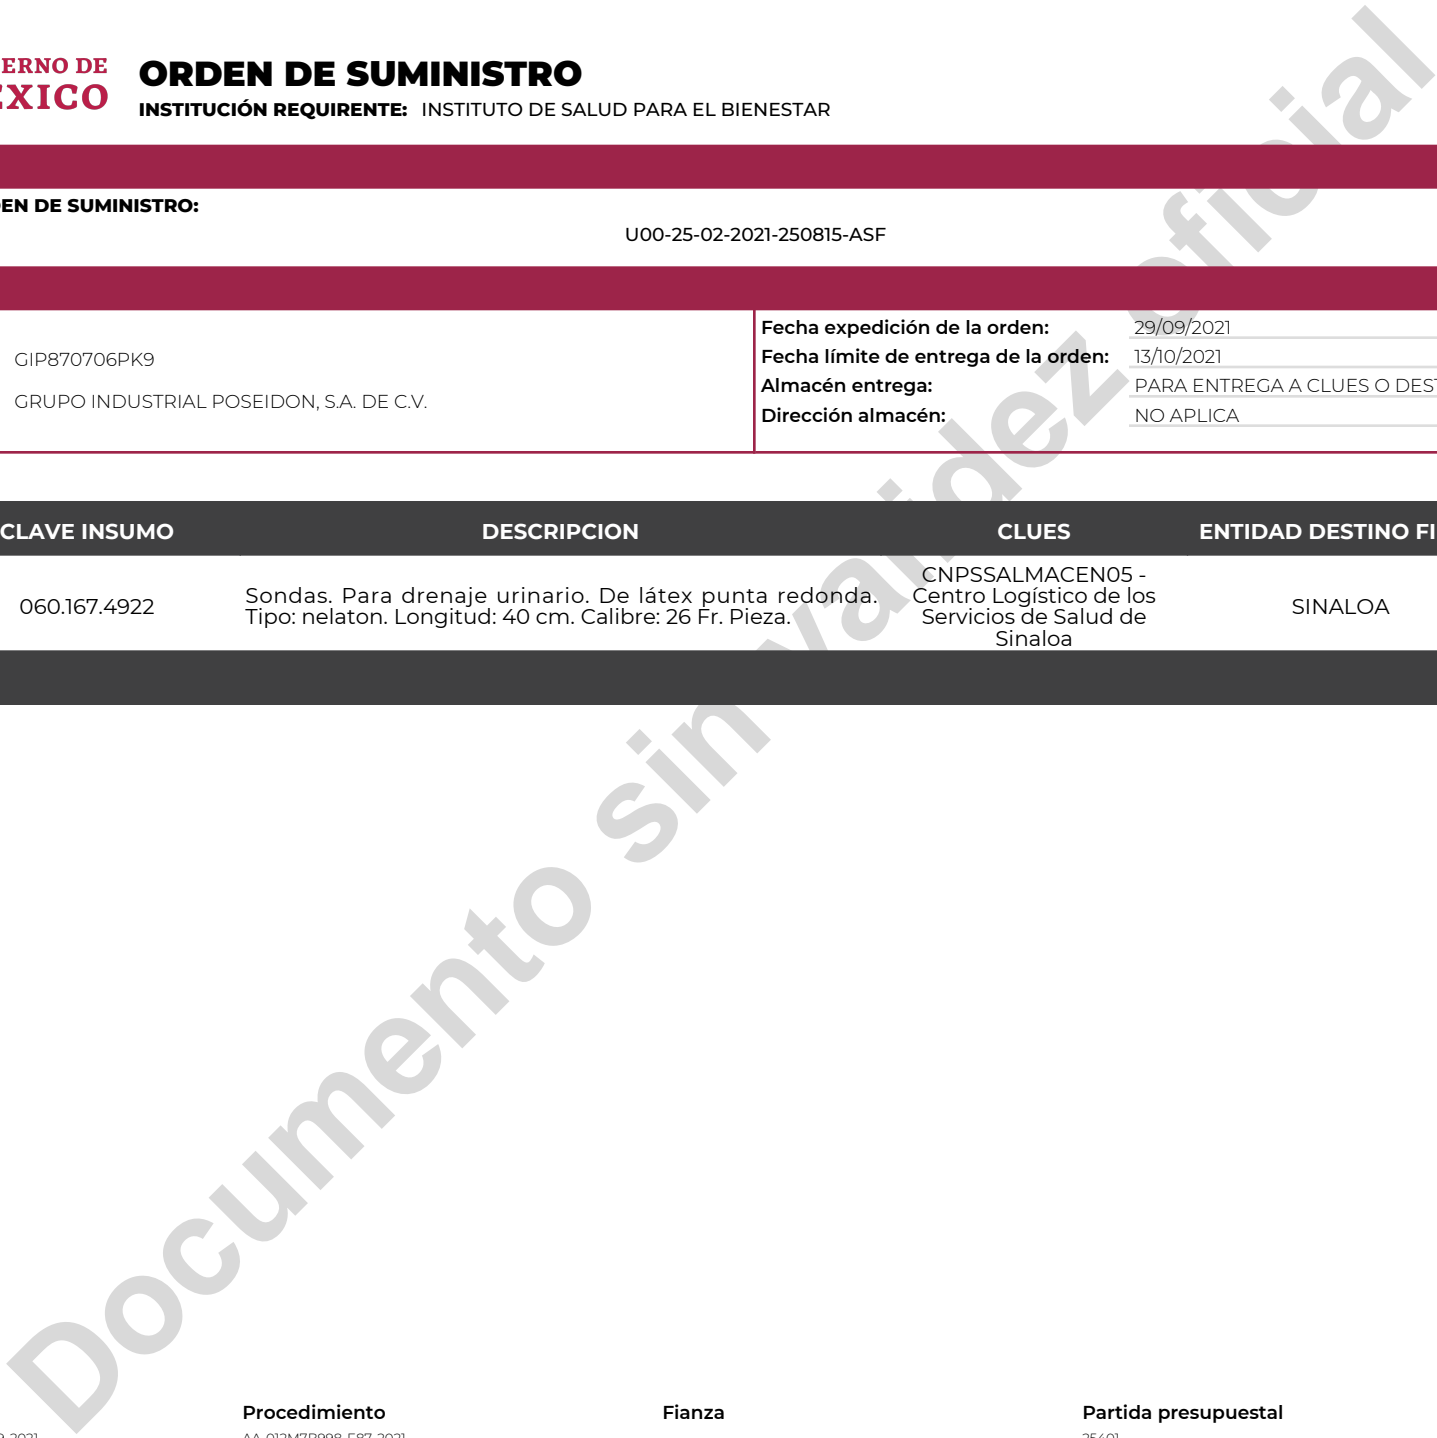 ERNO DE
EXICO
ORDEN DE SUMINISTRO
INSTITUCIÓN REQUIRENTE: INSTITUTO DE SALUD PARA EL BIENESTAR
EN DE SUMINISTRO:
U00-25-02-2021-250815-ASF
GIP870706PK9
GRUPO INDUSTRIAL POSEIDON, S.A. DE C.V.
Fecha expedición de la orden: 29/09/2021
Fecha límite de entrega de la orden: 13/10/2021
Almacén entrega: PARA ENTREGA A CLUES O DEST
Dirección almacén: NO APLICA
CLAVE INSUMO DESCRIPCION CLUES ENTIDAD DESTINO FI
060.167.4922
Sondas. Para drenaje urinario. De látex punta redonda.
Tipo: nelaton. Longitud: 40 cm. Calibre: 26 Fr. Pieza.
CNPSSALMACEN05 -
Centro Logístico de los
Servicios de Salud de
Sinaloa
SINALOA
Documento sin validez oficial
Procedimiento Fianza Partida presupuestal